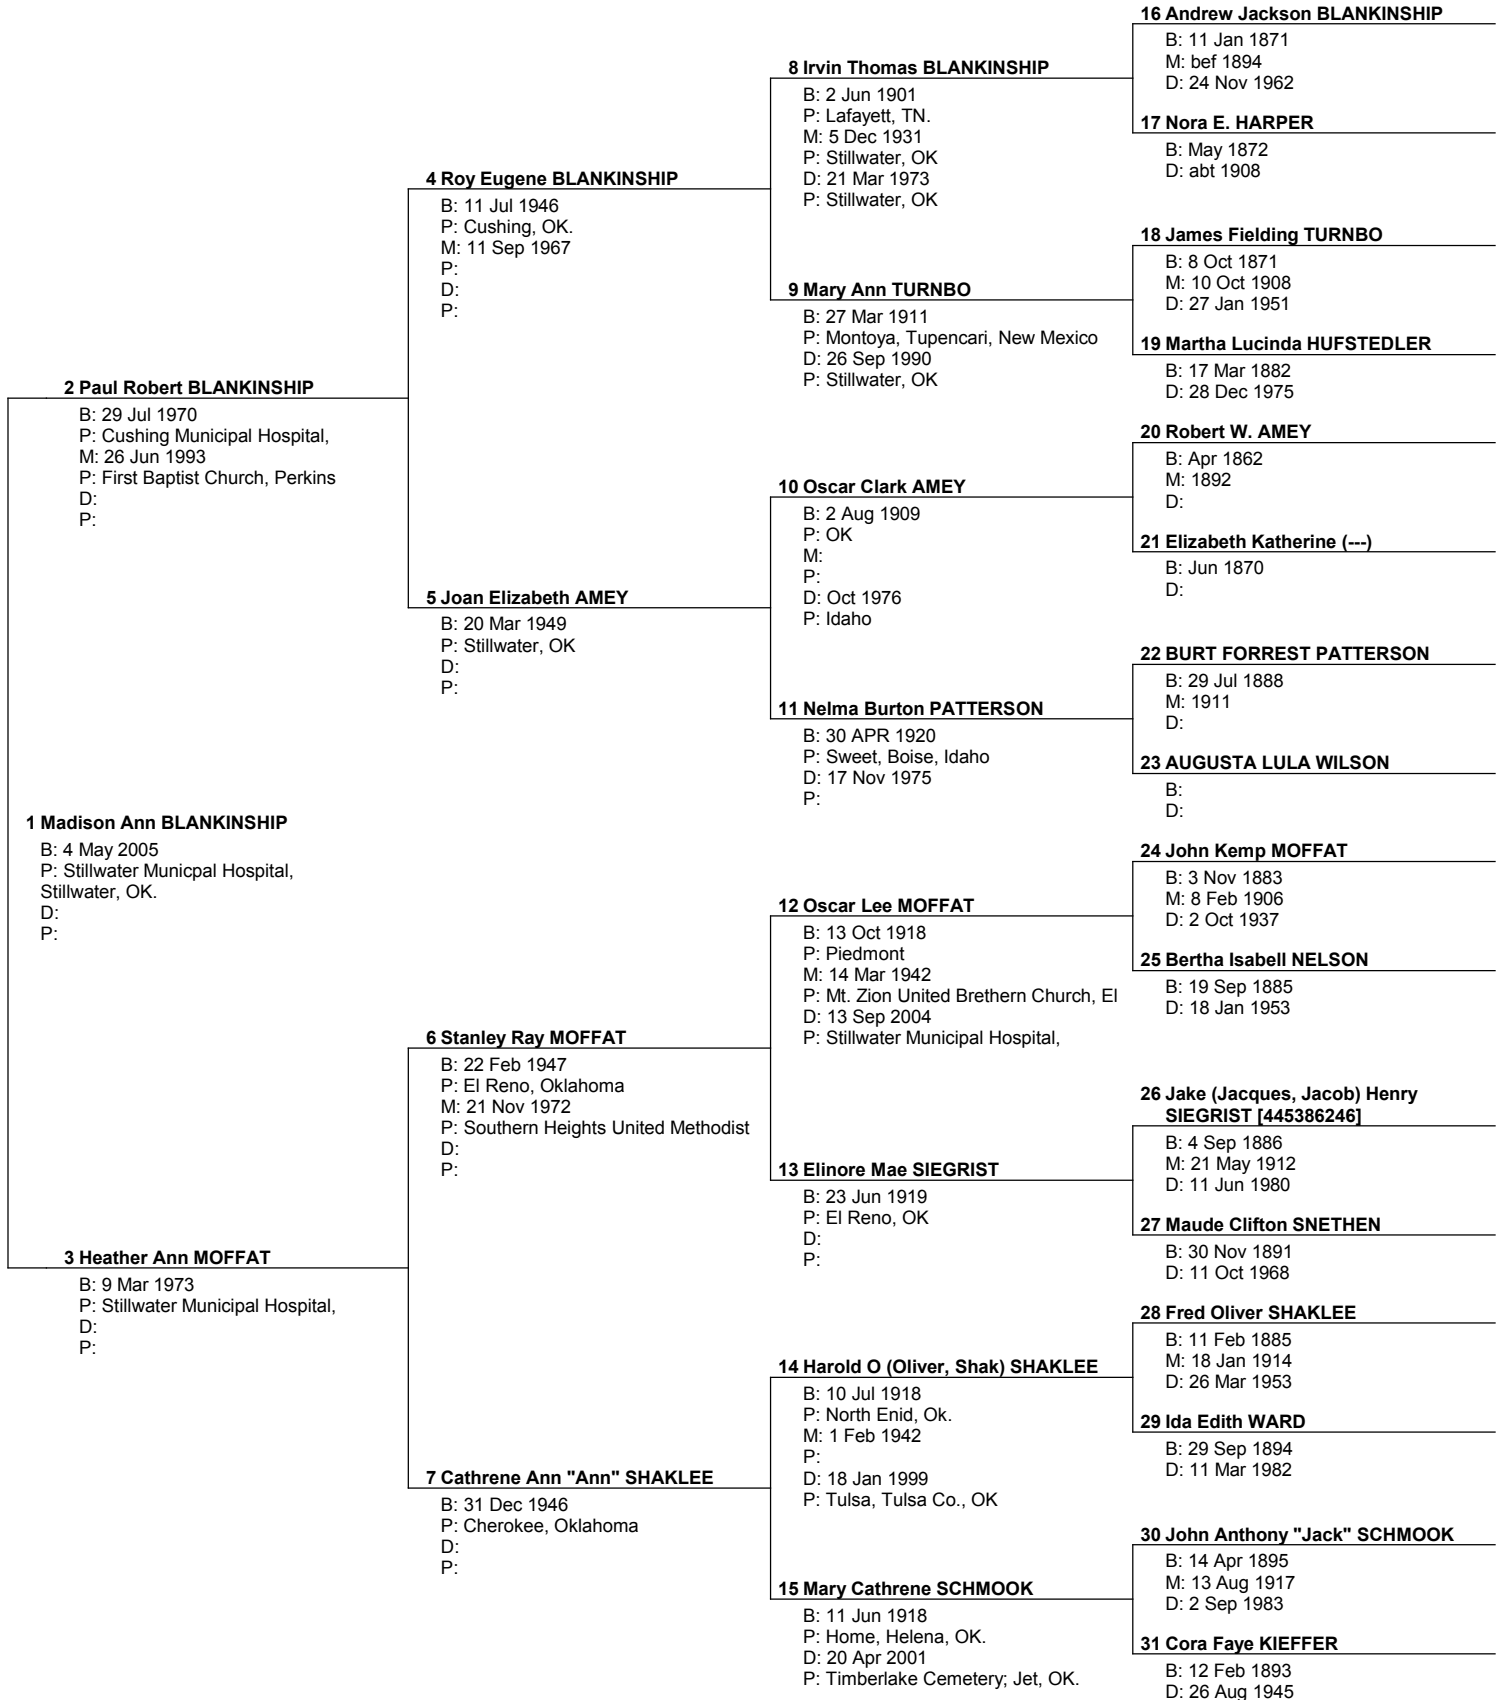 16 Andrew Jackson BLANKINSHIP
B: 11 Jan 1871
M: bef 1894
D: 24 Nov 1962
8 Irvin Thomas BLANKINSHIP
B: 2 Jun 1901
P: Lafayett, TN.
M: 5 Dec 1931
P: Stillwater, OK
D: 21 Mar 1973
P: Stillwater, OK
17 Nora E. HARPER
B: May 1872
D: abt 1908
4 Roy Eugene BLANKINSHIP
B: 11 Jul 1946
P: Cushing, OK.
M: 11 Sep 1967
P:
D:
P:
18 James Fielding TURNBO
B: 8 Oct 1871
M: 10 Oct 1908
D: 27 Jan 1951
9 Mary Ann TURNBO
B: 27 Mar 1911
P: Montoya, Tupencari, New Mexico
D: 26 Sep 1990
P: Stillwater, OK
19 Martha Lucinda HUFSTEDLER
B: 17 Mar 1882
D: 28 Dec 1975
2 Paul Robert BLANKINSHIP
B: 29 Jul 1970
P: Cushing Municipal Hospital,
M: 26 Jun 1993
P: First Baptist Church, Perkins
D:
P:
20 Robert W. AMEY
B: Apr 1862
M: 1892
D:
10 Oscar Clark AMEY
B: 2 Aug 1909
P: OK
M:
P:
D: Oct 1976
P: Idaho
21 Elizabeth Katherine (---)
B: Jun 1870
D:
5 Joan Elizabeth AMEY
B: 20 Mar 1949
P: Stillwater, OK
D:
P:
22 BURT FORREST PATTERSON
B: 29 Jul 1888
M: 1911
D:
11 Nelma Burton PATTERSON
B: 30 APR 1920
P: Sweet, Boise, Idaho
D: 17 Nov 1975
P:
23 AUGUSTA LULA WILSON
B:
D:
1 Madison Ann BLANKINSHIP
B: 4 May 2005
P: Stillwater Municpal Hospital,
Stillwater, OK.
D:
P:
24 John Kemp MOFFAT
B: 3 Nov 1883
M: 8 Feb 1906
D: 2 Oct 1937
12 Oscar Lee MOFFAT
B: 13 Oct 1918
P: Piedmont
M: 14 Mar 1942
P: Mt. Zion United Brethern Church, El
D: 13 Sep 2004
P: Stillwater Municipal Hospital,
25 Bertha Isabell NELSON
B: 19 Sep 1885
D: 18 Jan 1953
6 Stanley Ray MOFFAT
B: 22 Feb 1947
P: El Reno, Oklahoma
M: 21 Nov 1972
P: Southern Heights United Methodist
D:
P:
26 Jake (Jacques, Jacob) Henry
SIEGRIST [445386246]
B: 4 Sep 1886
M: 21 May 1912
D: 11 Jun 1980
13 Elinore Mae SIEGRIST
B: 23 Jun 1919
P: El Reno, OK
D:
P:
27 Maude Clifton SNETHEN
B: 30 Nov 1891
D: 11 Oct 1968
3 Heather Ann MOFFAT
B: 9 Mar 1973
P: Stillwater Municipal Hospital,
D:
P:
28 Fred Oliver SHAKLEE
B: 11 Feb 1885
M: 18 Jan 1914
D: 26 Mar 1953
14 Harold O (Oliver, Shak) SHAKLEE
B: 10 Jul 1918
P: North Enid, Ok.
M: 1 Feb 1942
P:
D: 18 Jan 1999
P: Tulsa, Tulsa Co., OK
29 Ida Edith WARD
B: 29 Sep 1894
D: 11 Mar 1982
7 Cathrene Ann "Ann" SHAKLEE
B: 31 Dec 1946
P: Cherokee, Oklahoma
D:
P:
30 John Anthony "Jack" SCHMOOK
B: 14 Apr 1895
M: 13 Aug 1917
D: 2 Sep 1983
15 Mary Cathrene SCHMOOK
B: 11 Jun 1918
P: Home, Helena, OK.
D: 20 Apr 2001
P: Timberlake Cemetery; Jet, OK.
31 Cora Faye KIEFFER
B: 12 Feb 1893
D: 26 Aug 1945